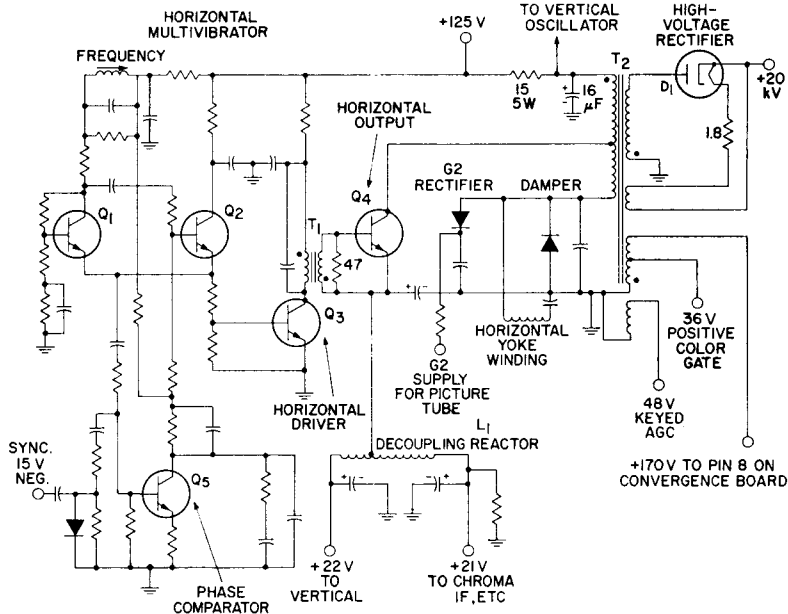 HORIZONTAL
MULTIVIBRATOR
FREQUENCY
+125 V
TO VERTICAL
OSCILLATOR
HIGH-
VOLTAGE
RECTIFIER
T2
D1
+20
kV
15
5W
+
16
µF
1.8
HORIZONTAL
OUTPUT
Q4
G2
RECTIFIER
DAMPER
Q1
Q2
T1
47
+ -
Q3
HORIZONTAL
DRIVER
G2
SUPPLY
FOR PICTURE
TUBE
HORIZONTAL
YOKE
WINDING
36 V
POSITIVE
COLOR
GATE
48 V
KEYED
AGC
+170 V TO PIN 8 ON
CONVERGENCE BOARD
L1
DECOUPLING REACTOR
+ -
- +
SYNC.
15 V
NEG.
Q5
PHASE
COMPARATOR
+22 V
TO
VERTICAL
+21 V
TO CHROMA
IF, ETC